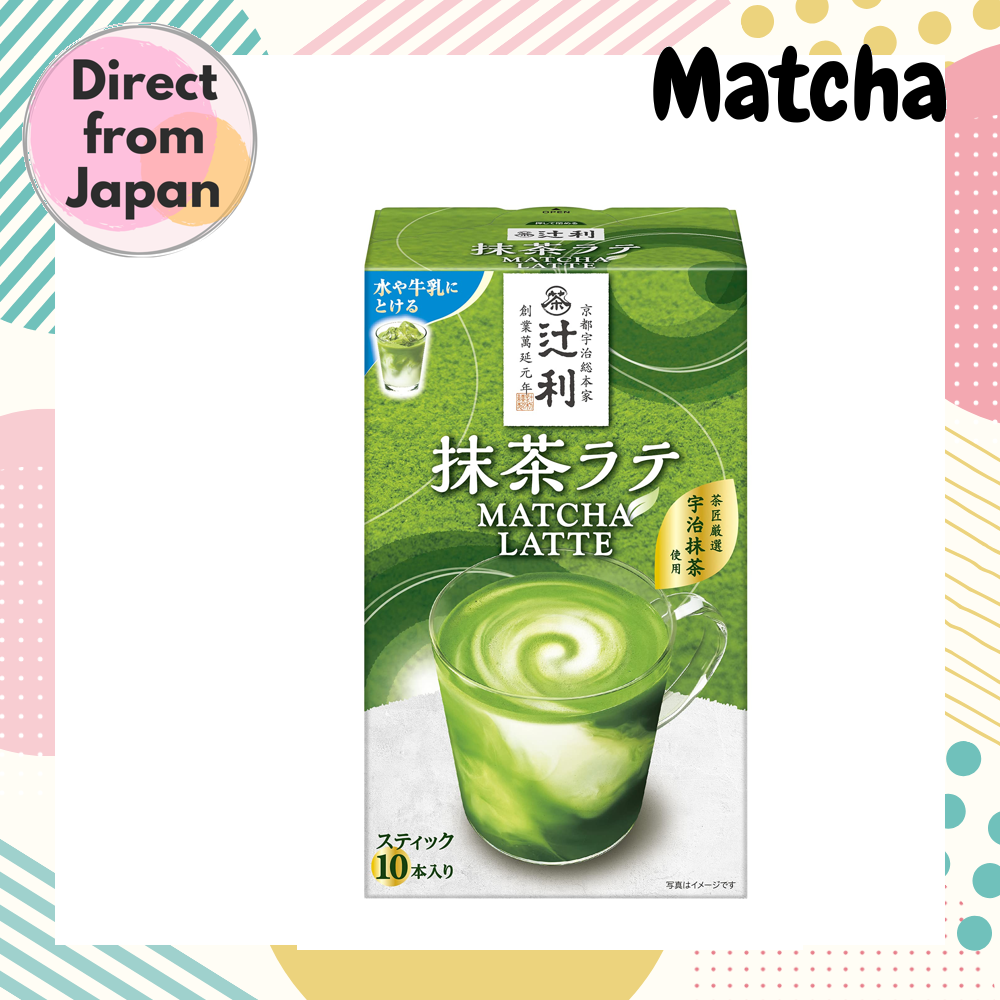 Direct
from
Japan
Matcha
OPEN
茶 辻利
抹茶ラテ
MATCHA
LATTE
水や牛乳に
とける
茶
京都宇治総本家
辻利
創業萬延元年
抹茶ラテ
MATCHA
LATTE
茶匠厳選
宇治抹茶
使用
スティック
10本入り
写真はイメージです